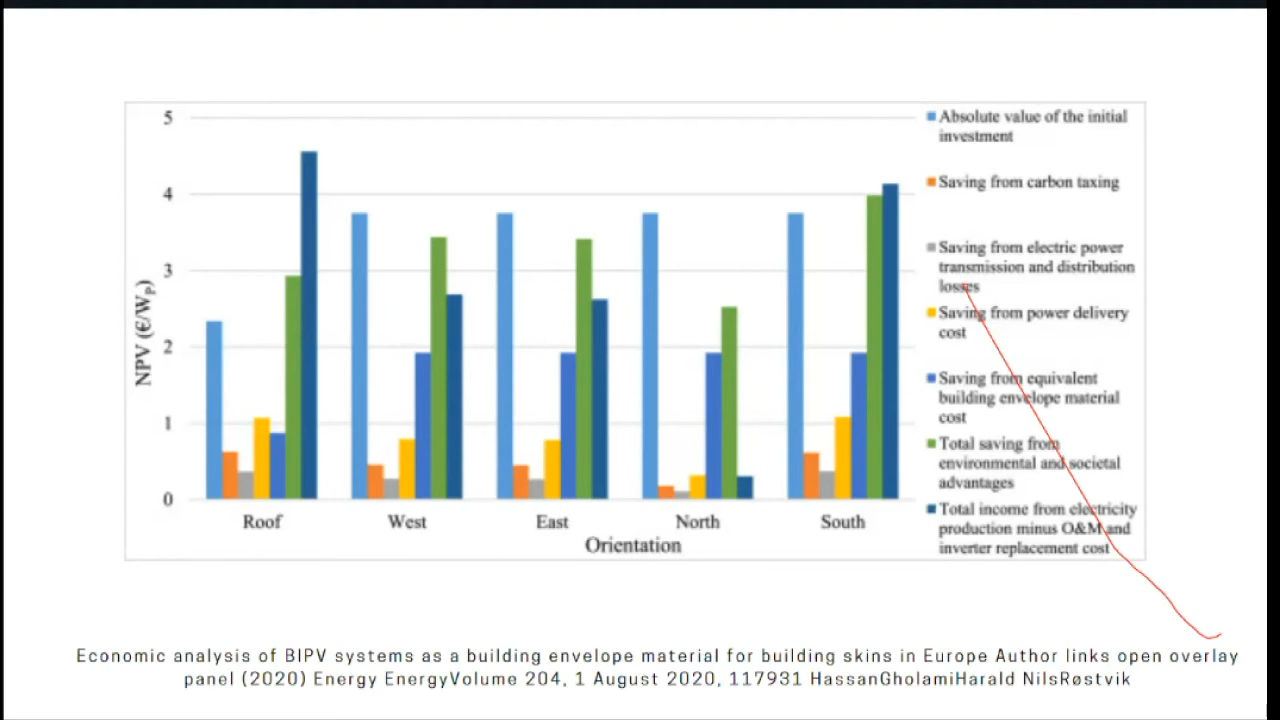 5
4
3
2
1
0
NPV (€/WP)
Roof
West
East
North
South
Orientation
Absolute value of the initial
investment
Saving from carbon taxing
Saving from electric power
transmission and distribution
losses
Saving from power delivery
cost
Saving from equivalent
building envelope material
cost
Total saving from
environmental and societal
advantages
Total income from electricity
production minus O&M and
inverter replacement cost
Economic analysis of BIPV systems as a building envelope material for building skins in Europe Author links open overlay
panel (2020) Energy EnergyVolume 204, 1 August 2020, 117931 HassanGholamiHarald NilsRøstvik